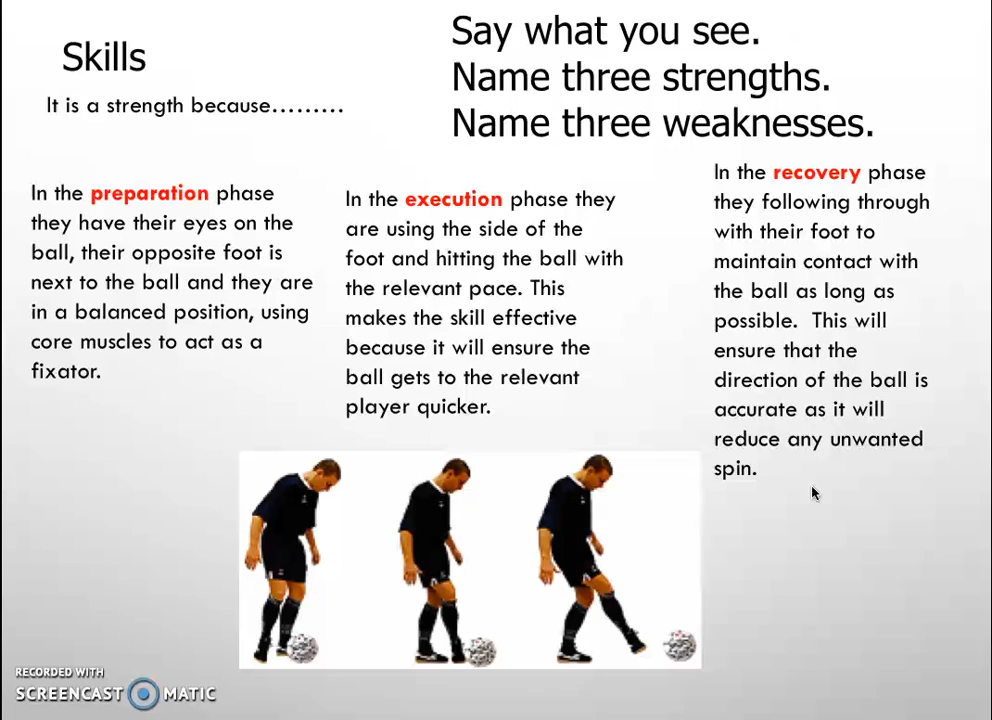 Skills
It is a strength because.........
Say what you see.
Name three strengths.
Name three weaknesses.
In the preparation phase
they have their eyes on the
ball, their opposite foot is
next to the ball and they are
in a balanced position, using
core muscles to act as a
fixator.
In the execution phase they
are using the side of the
foot and hitting the ball with
the relevant pace. This
makes the skill effective
because it will ensure the
ball gets to the relevant
player quicker.
In the recovery phase
they following through
with their foot to
maintain contact with
the ball as long as
possible.  This will
ensure that the
direction of the ball is
accurate as it will
reduce any unwanted
spin.
RECORDED WITH
SCREENCAST MATIC